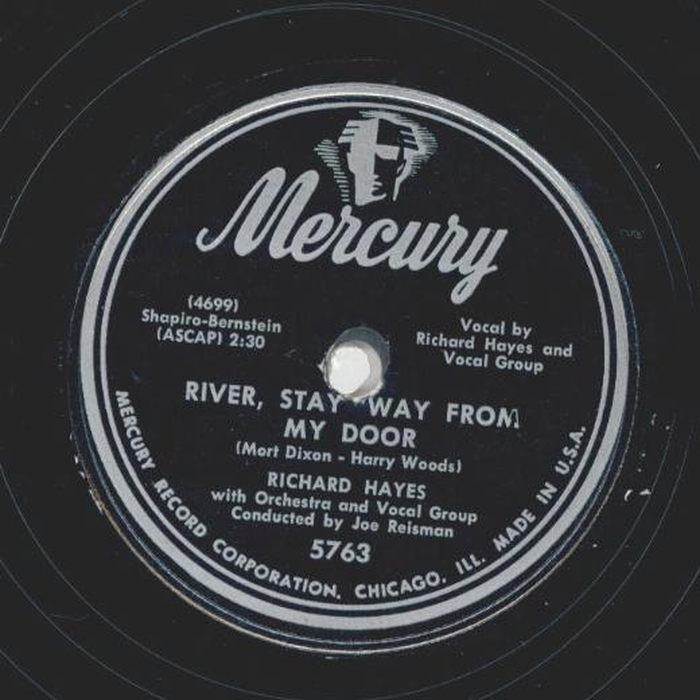 Mercury
(4699)
Shapiro-Bernstein
(ASCAP) 2:30
Vocal by
Richard Hayes and
Vocal Group
RIVER, STAY 'WAY FROM
MY DOOR
(Mort Dixon - Harry Woods)
RICHARD HAYES
with Orchestra and Vocal Group
Conducted by Joe Reisman
5763
MERCURY RECORD CORPORATION, CHICAGO, ILL. MADE IN U.S.A.